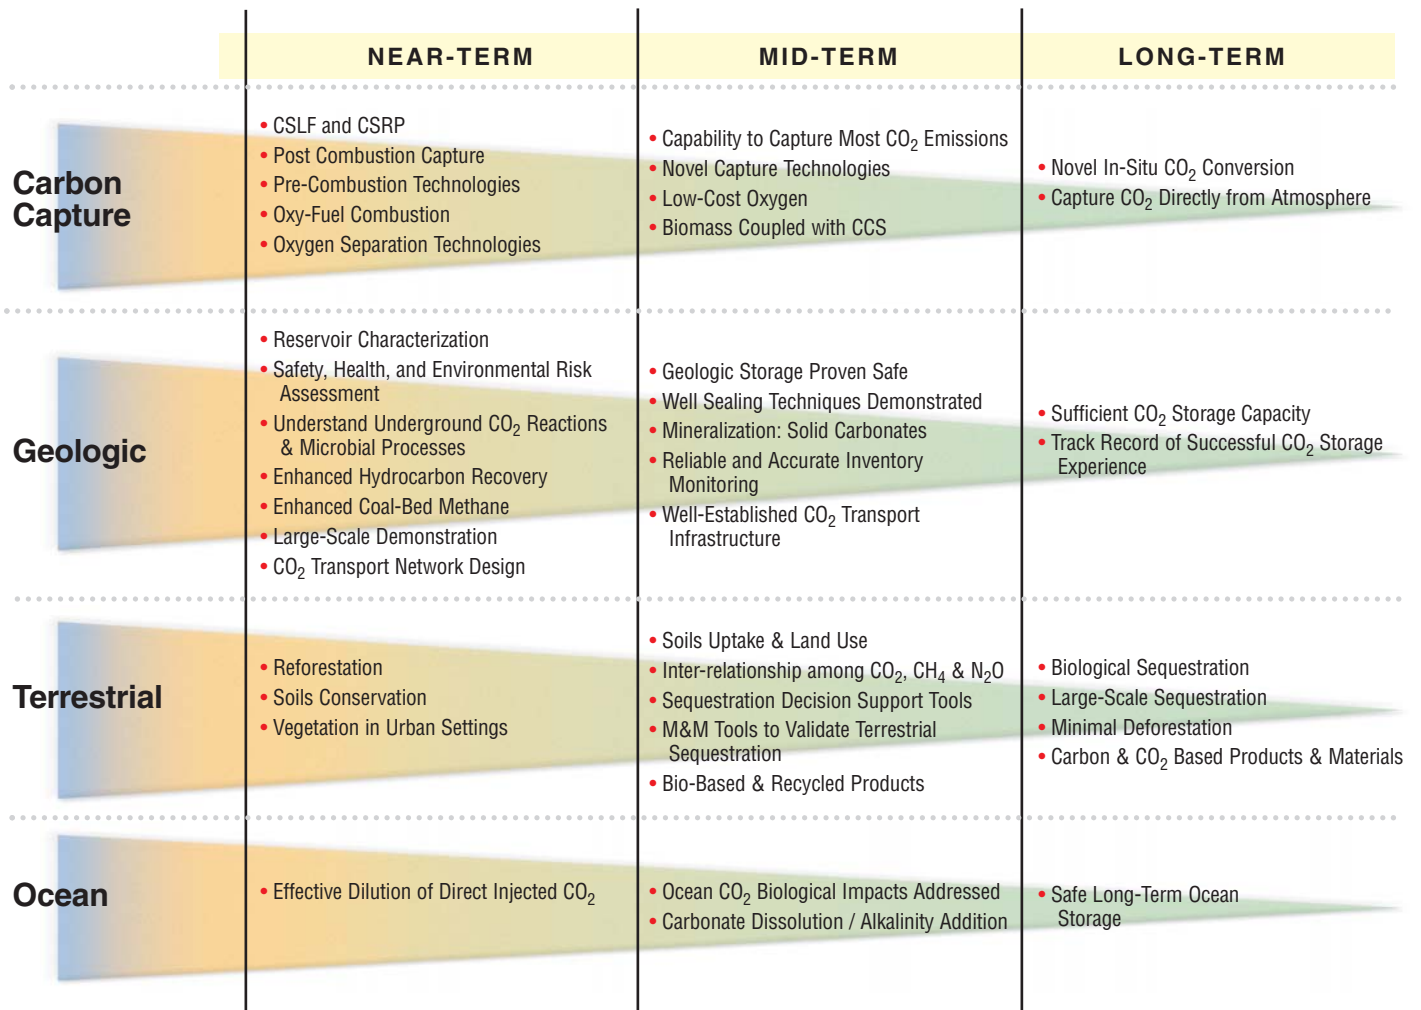 NEAR-TERM
MID-TERM
LONG-TERM
Carbon
Capture
• CSLF and CSRP
• Post Combustion Capture
• Pre-Combustion Technologies
• Oxy-Fuel Combustion
• Oxygen Separation Technologies
• Capability to Capture Most CO₂ Emissions
• Novel Capture Technologies
• Low-Cost Oxygen
• Biomass Coupled with CCS
• Novel In-Situ CO₂ Conversion
• Capture CO₂ Directly from Atmosphere
Geologic
• Reservoir Characterization
• Safety, Health, and Environmental Risk
Assessment
• Understand Underground CO₂ Reactions
& Microbial Processes
• Enhanced Hydrocarbon Recovery
• Enhanced Coal-Bed Methane
• Large-Scale Demonstration
• CO₂ Transport Network Design
• Geologic Storage Proven Safe
• Well Sealing Techniques Demonstrated
• Mineralization: Solid Carbonates
• Reliable and Accurate Inventory
Monitoring
• Well-Established CO₂ Transport
Infrastructure
• Sufficient CO₂ Storage Capacity
• Track Record of Successful CO₂ Storage
Experience
Terrestrial
• Reforestation
• Soils Conservation
• Vegetation in Urban Settings
• Soils Uptake & Land Use
• Inter-relationship among CO₂, CH₄ & N₂O
• Sequestration Decision Support Tools
• M&M Tools to Validate Terrestrial
Sequestration
• Bio-Based & Recycled Products
• Biological Sequestration
• Large-Scale Sequestration
• Minimal Deforestation
• Carbon & CO₂ Based Products & Materials
Ocean
• Effective Dilution of Direct Injected CO₂
• Ocean CO₂ Biological Impacts Addressed
• Carbonate Dissolution / Alkalinity Addition
• Safe Long-Term Ocean
Storage